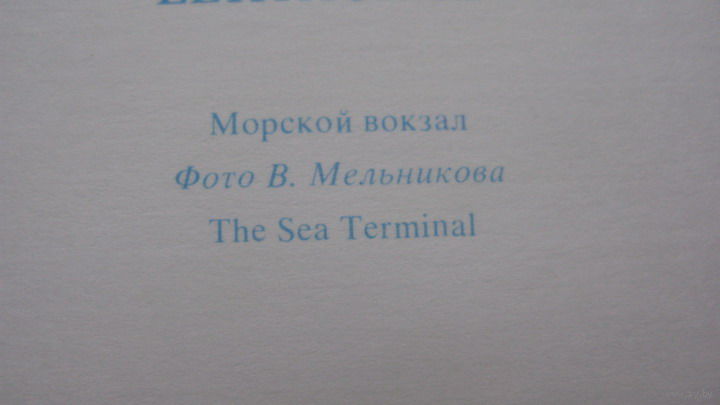 Морской вокзал
Фото В. Мельникова
The Sea Terminal